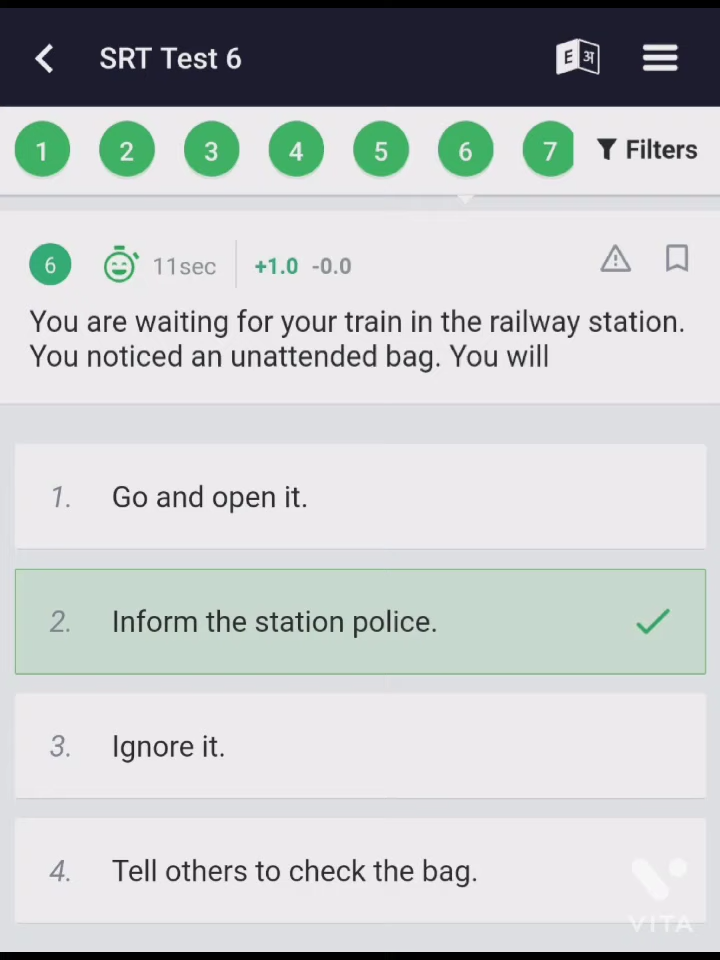 SRT Test 6
E अ
1 2 3 4 5 6 7 Filters
6 11sec +1.0 -0.0
You are waiting for your train in the railway station.
You noticed an unattended bag. You will
1. Go and open it.
2. Inform the station police.
3. Ignore it.
4. Tell others to check the bag.
VITA